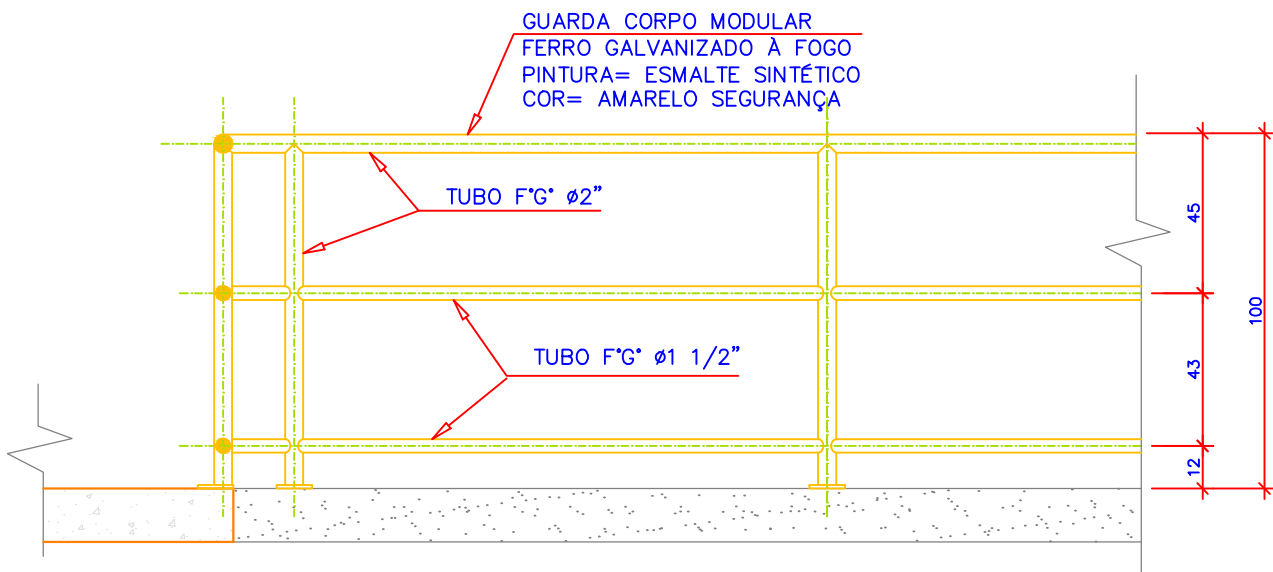 GUARDA CORPO MODULAR
FERRO GALVANIZADO À FOGO
PINTURA= ESMALTE SINTÉTICO
COR= AMARELO SEGURANÇA
TUBO F°G° ø2"
TUBO F°G° ø1 1/2"
45
43
12
100